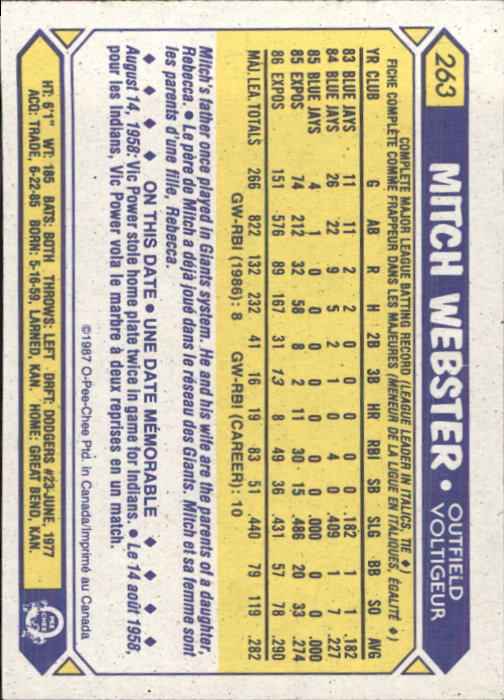 263
MITCH WEBSTER • OUTFIELD
VOLTIGEUR
COMPLETE MAJOR LEAGUE BATTING RECORD (LEAGUE LEADER IN ITALICS, TIE ♦)
FICHE COMPLÈTE COMME FRAPPEUR DANS LES MAJEURES (MENEUR DE LA LIGUE EN ITALIQUES, ÉGALITÉ ♦)
YR CLUB G AB R H 2B 3B HR RBI SB SLG BB SO AVG
83 BLUE JAYS 11 11 2 2 0 0 0 0 0 .182 1 1 .182
84 BLUE JAYS 26 22 9 5 2 1 0 4 0 .409 1 7 .227
85 BLUE JAYS 4 1 0 0 0 0 0 0 0 .000 0 0 .000
85 EXPOS 74 212 32 58 8 2 11 30 15 .486 20 33 .274
86 EXPOS 151 576 89 167 31 13 8 49 36 .431 57 78 .290
MAJ. LEA. TOTALS 266 822 132 232 41 16 19 83 51 .440 79 119 .282
GW-RBI (1986): 8 GW-RBI (CAREER): 10
Mitch's father once played in Giants system. He and his wife are the parents of a daughter,
Rebecca. • Le père de Mitch a déjà joué dans le réseau des Giants. Mitch et sa femme sont
les parents d'une fille, Rebecca.
♦ ♦ ♦ ♦ ON THIS DATE • UNE DATE MÉMORABLE ♦ ♦ ♦ ♦
August 14, 1958: Vic Power stole home plate twice in game for Indians. • Le 14 août 1958,
pour les Indians, Vic Power vola le marbre à deux reprises en un match.
©1987 O-Pee-Chee Ptd. in Canada/Imprimé au Canada
HT: 6'1" WT: 185 BATS: BOTH THROWS: LEFT DRFT: DODGERS #23-JUNE, 1977
ACQ: TRADE, 6-22-85 BORN: 5-16-59, LARNED, KAN. HOME: GREAT BEND, KAN.
O PEE CHEE